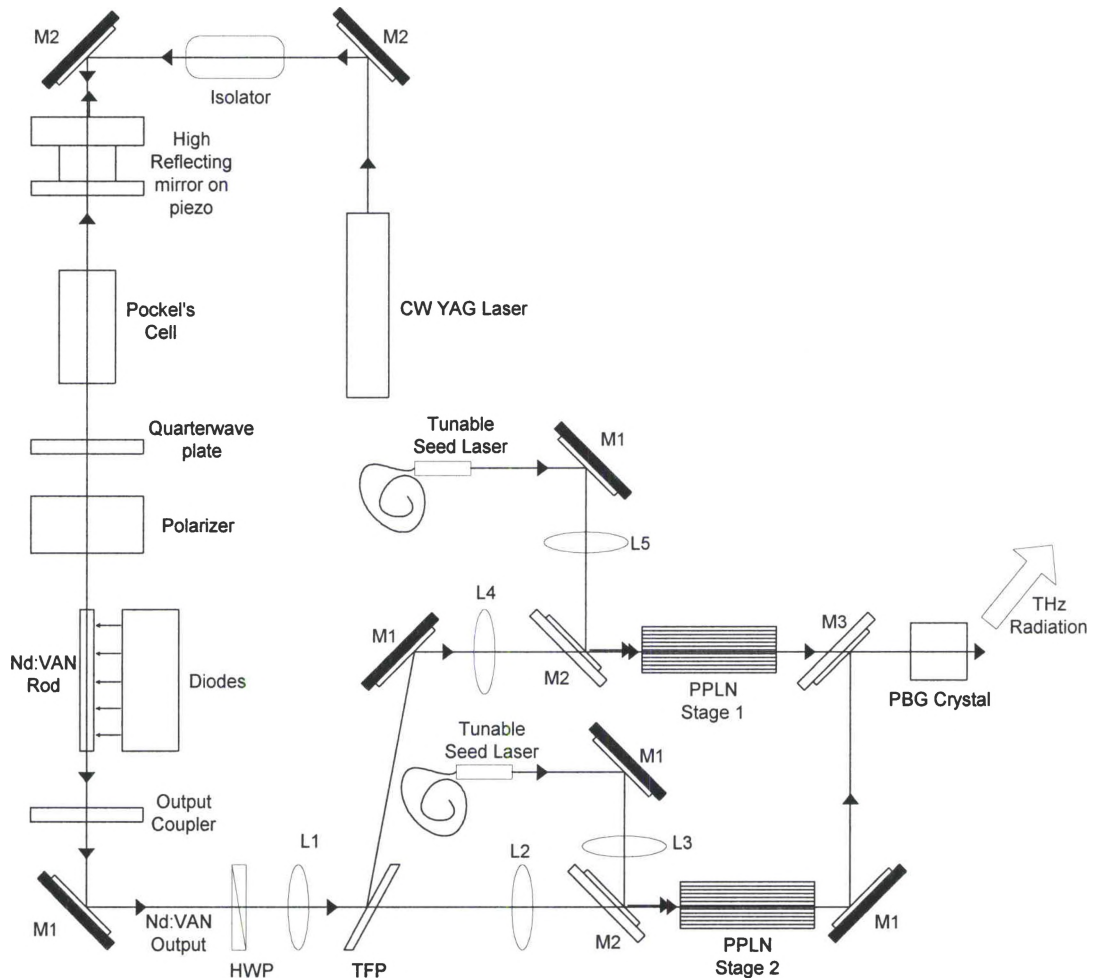 M2
M2
Isolator
High
Reflecting
mirror on
piezo
Pockel's
Cell
CW YAG Laser
Quarterwave
plate
Tunable
Seed Laser
M1
Polarizer
L5
L4
THz
Radiation
M1
M3
Nd:VAN
Rod
Diodes
M2
PPLN
Stage 1
PBG Crystal
Tunable
Seed Laser
M1
Output
Coupler
L1
L2
L3
M1
Nd:VAN
Output
M2
M1
HWP
TFP
PPLN
Stage 2